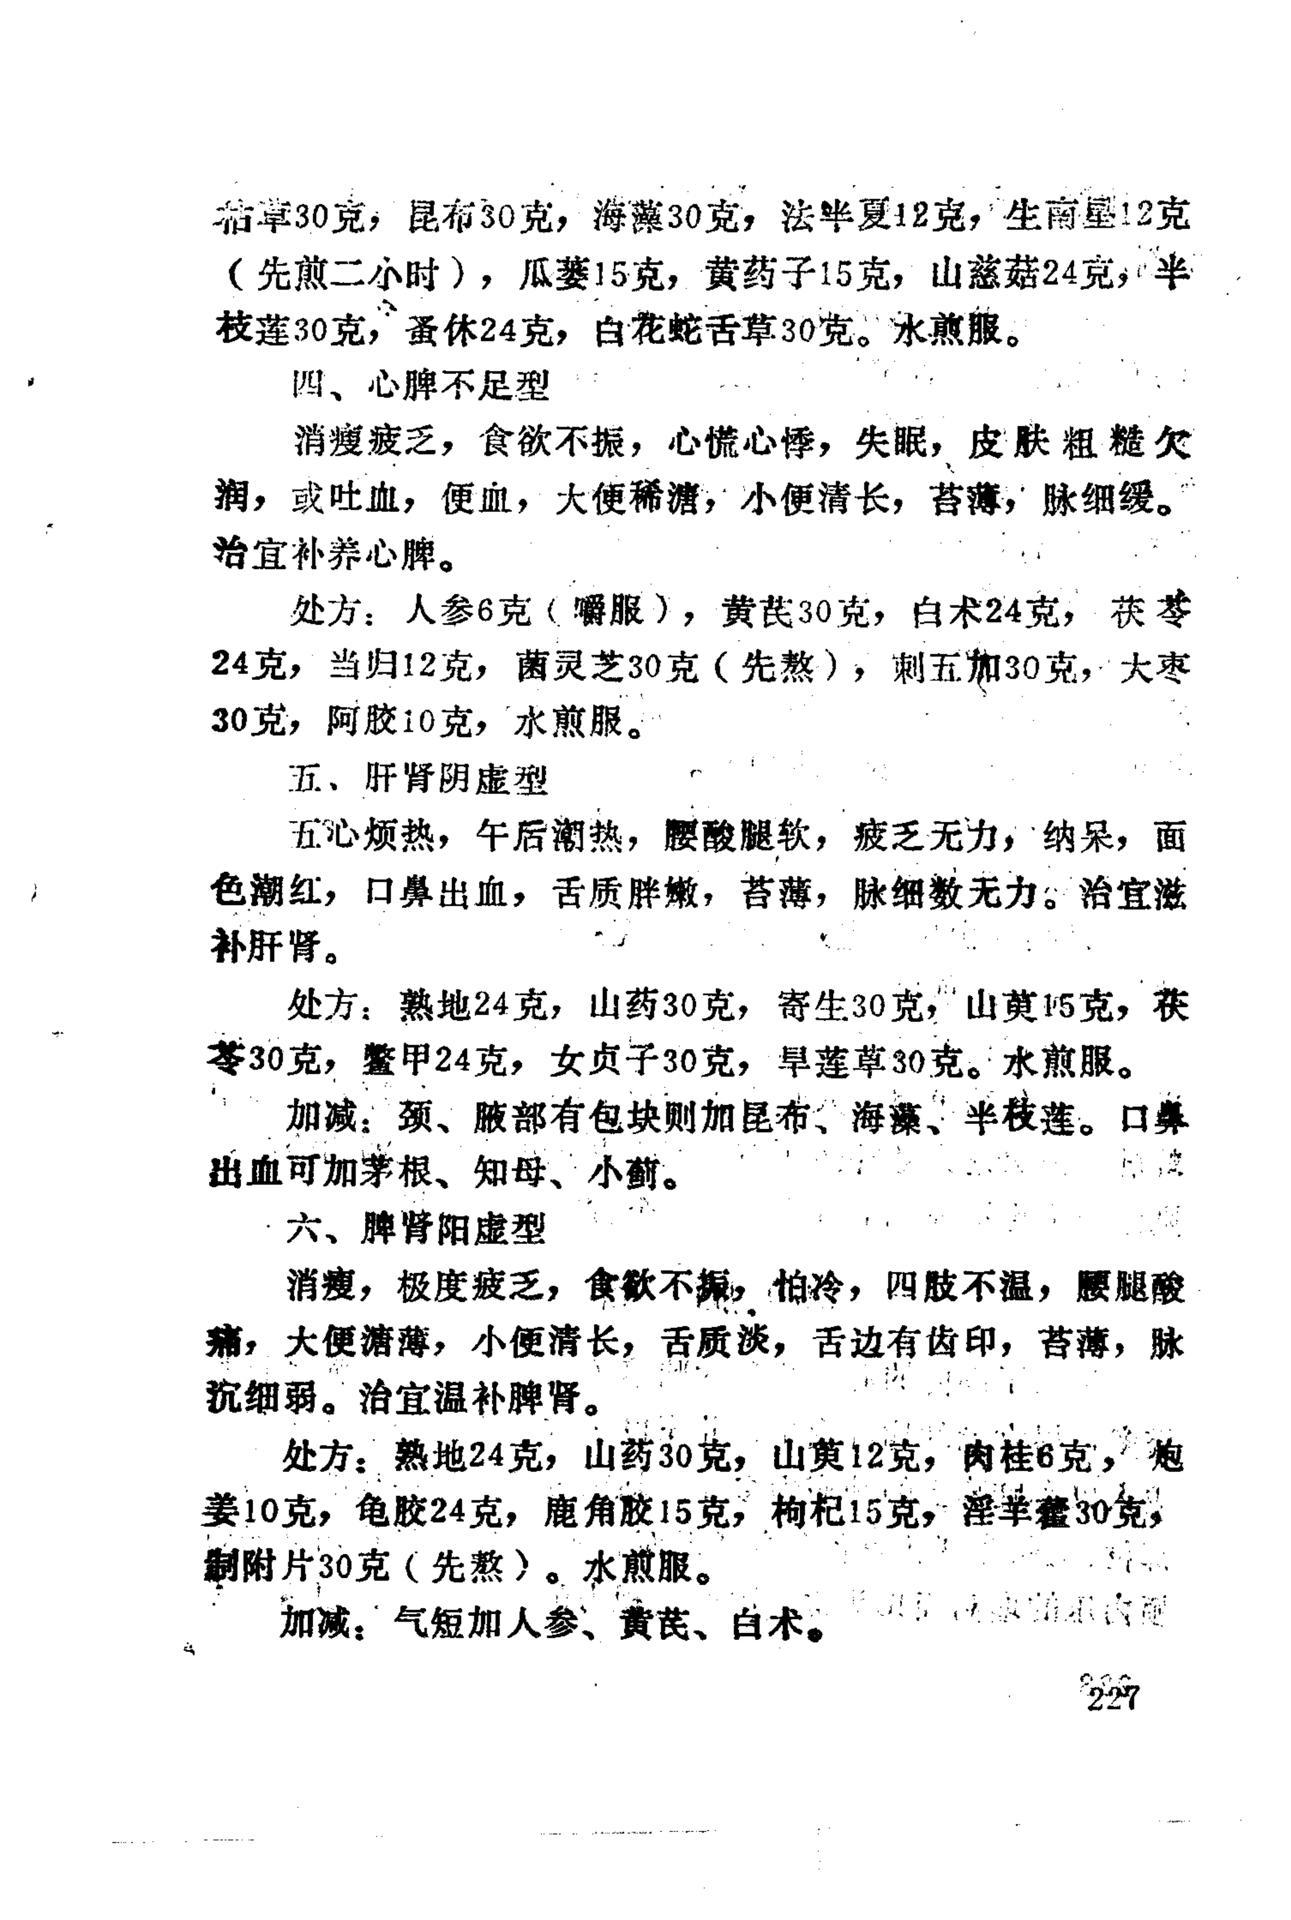 枯草30克，昆布30克，海藻30克，法半夏12克，生南星12克
（先煎二小时），瓜蒌15克，黄药子15克，山慈菇24克，半
枝莲30克，蚤休24克，白花蛇舌草30克。水煎服。
四、心脾不足型
消瘦疲乏，食欲不振，心慌心悸，失眠，皮肤粗糙欠
润，或吐血，便血，大便稀溏，小便清长，苔薄，脉细缓。
治宜补养心脾。
处方：人参6克（嚼服），黄芪30克，白术24克，茯苓
24克，当归12克，菌灵芝30克（先熬），刺五加30克，大枣
30克，阿胶10克，水煎服。
五、肝肾阴虚型
五心烦热，午后潮热，腰酸腿软，疲乏无力，纳呆，面
色潮红，口鼻出血，舌质胖嫩，苔薄，脉细数无力。治宜滋
补肝肾。
处方：熟地24克，山药30克，寄生30克，山萸15克，茯
苓30克，鳖甲24克，女贞子30克，旱莲草30克。水煎服。
加减：颈、腋部有包块则加昆布、海藻、半枝莲。口鼻
出血可加茅根、知母、小蓟。
六、脾肾阳虚型
消瘦，极度疲乏，食欲不振，怕冷，四肢不温，腰腿酸
痛，大便溏薄，小便清长，舌质淡，舌边有齿印，苔薄，脉
沉细弱。治宜温补脾肾。
处方：熟地24克，山药30克，山萸12克，肉桂6克，炮
姜10克，龟胶24克，鹿角胶15克，枸杞15克，淫羊藿30克，
制附片30克（先熬）。水煎服。
加减：气短加人参、黄芪、白术。
227